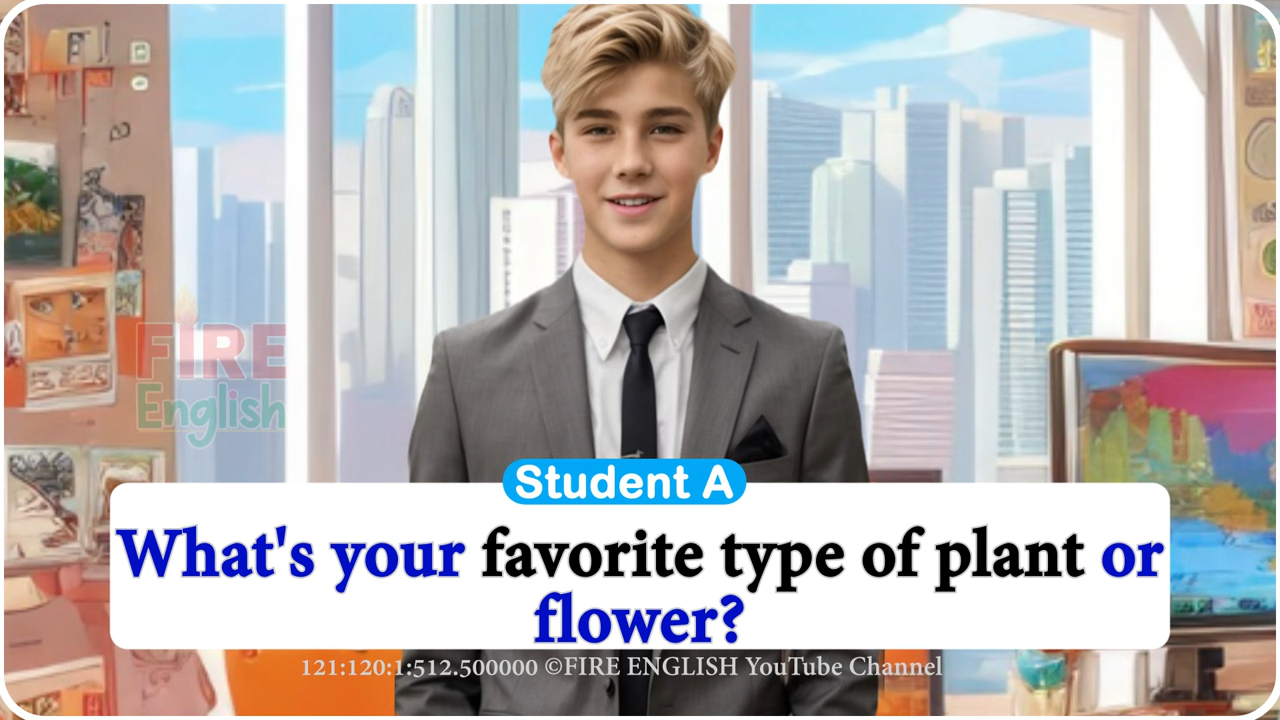 FIRE
English
Student A
What's your favorite type of plant or
flower?
121:120:1:512.500000 ©FIRE ENGLISH YouTube Channel